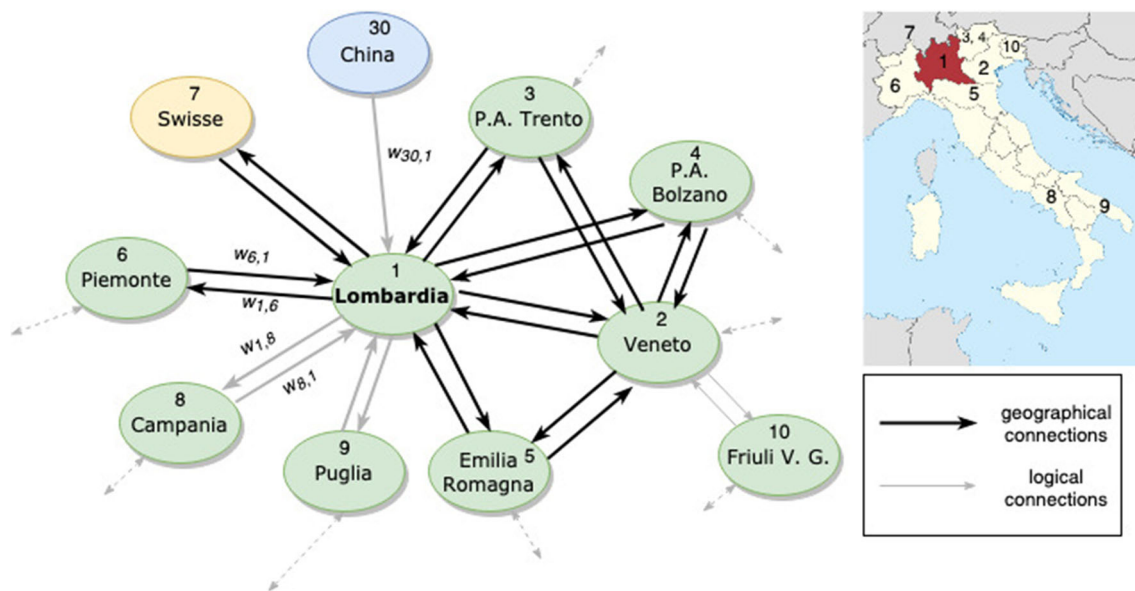 30
China
7
Swisse
3
P.A. Trento
4
P.A.
Bolzano
w30,1
6
Piemonte
w6,1
w1,6
1
Lombardia
2
Veneto
w1,8
w8,1
8
Campania
9
Puglia
Emilia 5
Romagna
10
Friuli V. G.
7
3, 4
10
1
2
6
5
8
9
geographical
connections
logical
connections